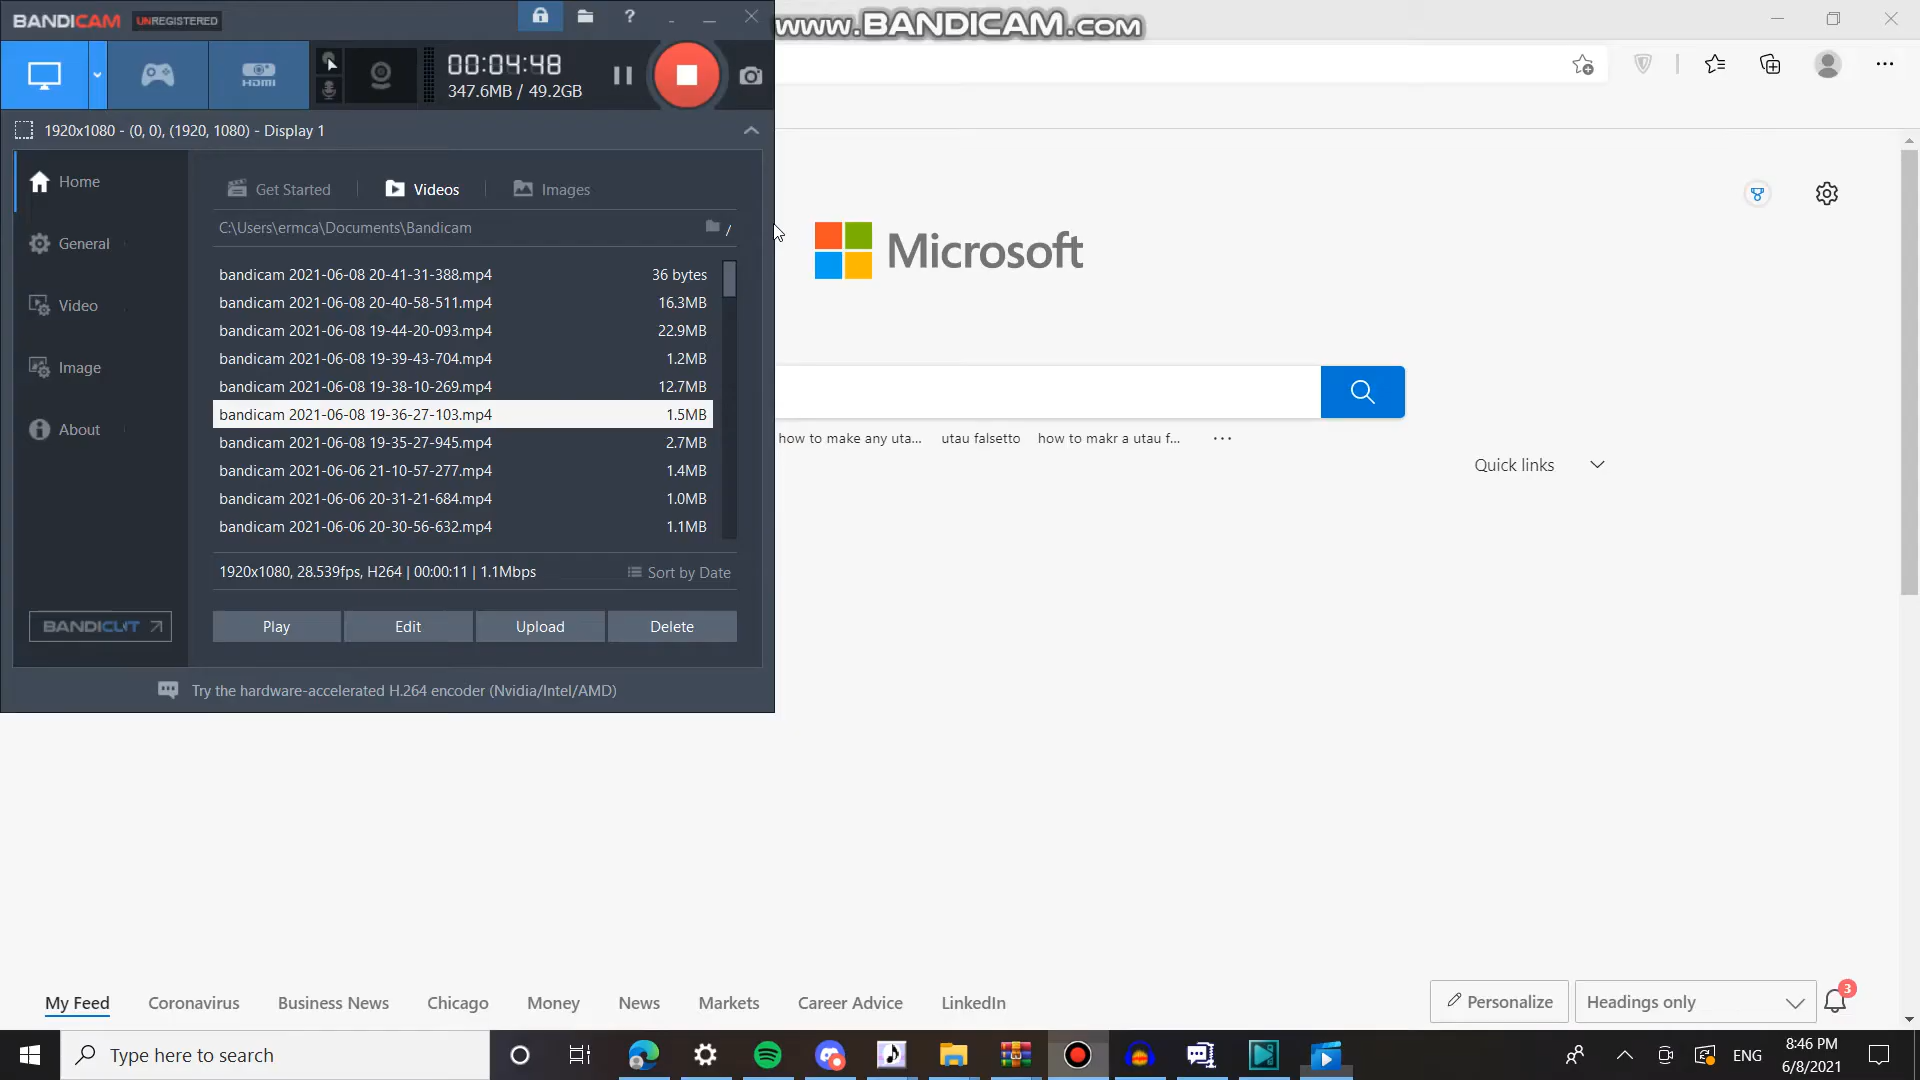 BANDICAM UNREGISTERED
www.BANDICAM.com
HDMI
00:04:48
347.6MB / 49.2GB
1920x1080 - (0, 0), (1920, 1080) - Display 1
Home
General
Video
Image
About
BANDICUT
Get Started
Videos
Images
C:\Users\ermca\Documents\Bandicam
bandicam 2021-06-08 20-41-31-388.mp4 36 bytes
bandicam 2021-06-08 20-40-58-511.mp4 16.3MB
bandicam 2021-06-08 19-44-20-093.mp4 22.9MB
bandicam 2021-06-08 19-39-43-704.mp4 1.2MB
bandicam 2021-06-08 19-38-10-269.mp4 12.7MB
bandicam 2021-06-08 19-36-27-103.mp4 1.5MB
bandicam 2021-06-08 19-35-27-945.mp4 2.7MB
bandicam 2021-06-06 21-10-57-277.mp4 1.4MB
bandicam 2021-06-06 20-31-21-684.mp4 1.0MB
bandicam 2021-06-06 20-30-56-632.mp4 1.1MB
1920x1080, 28.539fps, H264 | 00:00:11 | 1.1Mbps
Sort by Date
Play
Edit
Upload
Delete
Try the hardware-accelerated H.264 encoder (Nvidia/Intel/AMD)
Microsoft
how to make any uta...
utau falsetto
how to makr a utau f...
Quick links
My Feed
Coronavirus
Business News
Chicago
Money
News
Markets
Career Advice
LinkedIn
Personalize
Headings only
3
Type here to search
ENG
8:46 PM
6/8/2021